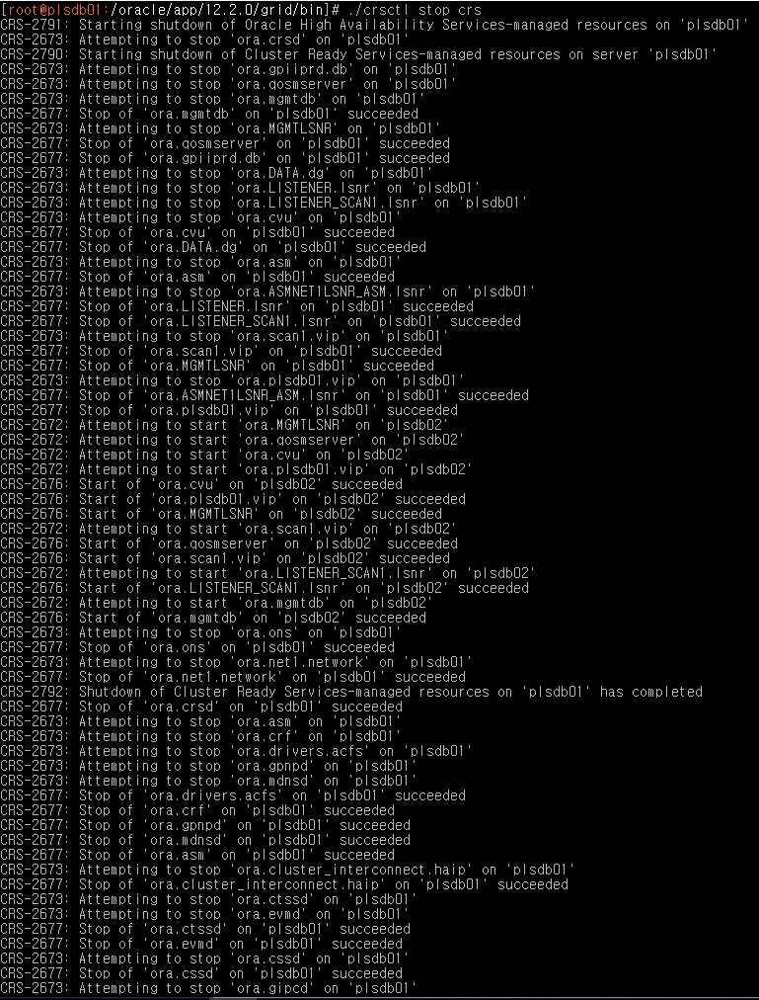 [root@plsdb01:/oracle/app/12.2.0/grid/bin]# ./crsctl stop crs
CRS-2791: Starting shutdown of Oracle High Availability Services-managed resources on 'plsdb01'
CRS-2673: Attempting to stop 'ora.crsd' on 'plsdb01'
CRS-2790: Starting shutdown of Cluster Ready Services-managed resources on server 'plsdb01'
CRS-2673: Attempting to stop 'ora.gpiiprd.db' on 'plsdb01'
CRS-2673: Attempting to stop 'ora.qosmserver' on 'plsdb01'
CRS-2673: Attempting to stop 'ora.mgmtdb' on 'plsdb01'
CRS-2677: Stop of 'ora.mgmtdb' on 'plsdb01' succeeded
CRS-2673: Attempting to stop 'ora.MGMTLSNR' on 'plsdb01'
CRS-2677: Stop of 'ora.qosmserver' on 'plsdb01' succeeded
CRS-2677: Stop of 'ora.gpiiprd.db' on 'plsdb01' succeeded
CRS-2673: Attempting to stop 'ora.DATA.dg' on 'plsdb01'
CRS-2673: Attempting to stop 'ora.LISTENER.lsnr' on 'plsdb01'
CRS-2673: Attempting to stop 'ora.LISTENER_SCAN1.lsnr' on 'plsdb01'
CRS-2673: Attempting to stop 'ora.cvu' on 'plsdb01'
CRS-2677: Stop of 'ora.cvu' on 'plsdb01' succeeded
CRS-2677: Stop of 'ora.DATA.dg' on 'plsdb01' succeeded
CRS-2673: Attempting to stop 'ora.asm' on 'plsdb01'
CRS-2677: Stop of 'ora.asm' on 'plsdb01' succeeded
CRS-2673: Attempting to stop 'ora.ASMNET1LSNR_ASM.lsnr' on 'plsdb01'
CRS-2677: Stop of 'ora.LISTENER.lsnr' on 'plsdb01' succeeded
CRS-2677: Stop of 'ora.LISTENER_SCAN1.lsnr' on 'plsdb01' succeeded
CRS-2673: Attempting to stop 'ora.scan1.vip' on 'plsdb01'
CRS-2677: Stop of 'ora.scan1.vip' on 'plsdb01' succeeded
CRS-2677: Stop of 'ora.MGMTLSNR' on 'plsdb01' succeeded
CRS-2673: Attempting to stop 'ora.plsdb01.vip' on 'plsdb01'
CRS-2677: Stop of 'ora.ASMNET1LSNR_ASM.lsnr' on 'plsdb01' succeeded
CRS-2677: Stop of 'ora.plsdb01.vip' on 'plsdb01' succeeded
CRS-2672: Attempting to start 'ora.MGMTLSNR' on 'plsdb02'
CRS-2672: Attempting to start 'ora.qosmserver' on 'plsdb02'
CRS-2672: Attempting to start 'ora.cvu' on 'plsdb02'
CRS-2672: Attempting to start 'ora.plsdb01.vip' on 'plsdb02'
CRS-2676: Start of 'ora.cvu' on 'plsdb02' succeeded
CRS-2676: Start of 'ora.plsdb01.vip' on 'plsdb02' succeeded
CRS-2676: Start of 'ora.MGMTLSNR' on 'plsdb02' succeeded
CRS-2672: Attempting to start 'ora.scan1.vip' on 'plsdb02'
CRS-2676: Start of 'ora.qosmserver' on 'plsdb02' succeeded
CRS-2676: Start of 'ora.scan1.vip' on 'plsdb02' succeeded
CRS-2672: Attempting to start 'ora.LISTENER_SCAN1.lsnr' on 'plsdb02'
CRS-2676: Start of 'ora.LISTENER_SCAN1.lsnr' on 'plsdb02' succeeded
CRS-2672: Attempting to start 'ora.mgmtdb' on 'plsdb02'
CRS-2676: Start of 'ora.mgmtdb' on 'plsdb02' succeeded
CRS-2673: Attempting to stop 'ora.ons' on 'plsdb01'
CRS-2677: Stop of 'ora.ons' on 'plsdb01' succeeded
CRS-2673: Attempting to stop 'ora.net1.network' on 'plsdb01'
CRS-2677: Stop of 'ora.net1.network' on 'plsdb01' succeeded
CRS-2792: Shutdown of Cluster Ready Services-managed resources on 'plsdb01' has completed
CRS-2677: Stop of 'ora.crsd' on 'plsdb01' succeeded
CRS-2673: Attempting to stop 'ora.asm' on 'plsdb01'
CRS-2673: Attempting to stop 'ora.crf' on 'plsdb01'
CRS-2673: Attempting to stop 'ora.drivers.acfs' on 'plsdb01'
CRS-2673: Attempting to stop 'ora.gpnpd' on 'plsdb01'
CRS-2673: Attempting to stop 'ora.mdnsd' on 'plsdb01'
CRS-2677: Stop of 'ora.drivers.acfs' on 'plsdb01' succeeded
CRS-2677: Stop of 'ora.crf' on 'plsdb01' succeeded
CRS-2677: Stop of 'ora.gpnpd' on 'plsdb01' succeeded
CRS-2677: Stop of 'ora.mdnsd' on 'plsdb01' succeeded
CRS-2677: Stop of 'ora.asm' on 'plsdb01' succeeded
CRS-2673: Attempting to stop 'ora.cluster_interconnect.haip' on 'plsdb01'
CRS-2677: Stop of 'ora.cluster_interconnect.haip' on 'plsdb01' succeeded
CRS-2673: Attempting to stop 'ora.ctssd' on 'plsdb01'
CRS-2673: Attempting to stop 'ora.evmd' on 'plsdb01'
CRS-2677: Stop of 'ora.ctssd' on 'plsdb01' succeeded
CRS-2677: Stop of 'ora.evmd' on 'plsdb01' succeeded
CRS-2673: Attempting to stop 'ora.cssd' on 'plsdb01'
CRS-2677: Stop of 'ora.cssd' on 'plsdb01' succeeded
CRS-2673: Attempting to stop 'ora.gipcd' on 'plsdb01'